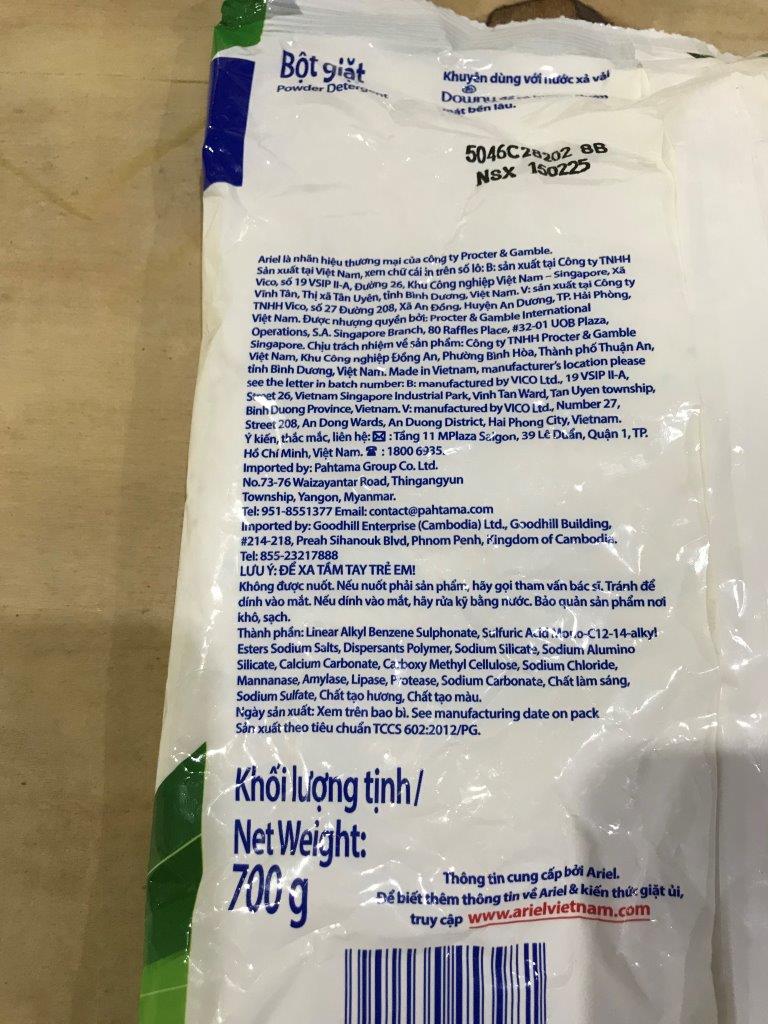 Bột giặt
Powder Detergent
Khuyên dùng với nước xả vải
Downy
mát bền lâu.
5046C28202 BB
NSX 150225
Ariel là nhãn hiệu thương mại của công ty Procter & Gamble.
Sản xuất tại Việt Nam, xem chữ cái in trên số lô: B: sản xuất tại Công ty TNHH
Vico, số 19 VSIP II-A, Đường 26, Khu Công nghiệp Việt Nam – Singapore, Xã
Vĩnh Tân, Thị xã Tân Uyên, tỉnh Bình Dương, Việt Nam. V: sản xuất tại Công ty
TNHH Vico, số 27 Đường 208, Xã An Đồng, Huyện An Dương, TP. Hải Phòng,
Việt Nam. Được nhượng quyền bởi: Procter & Gamble International
Operations, S.A. Singapore Branch, 80 Raffles Place, #32-01 UOB Plaza,
Singapore. Chịu trách nhiệm về sản phẩm: Công ty TNHH Procter & Gamble
Việt Nam, Khu Công nghiệp Đồng An, Phường Bình Hòa, Thành phố Thuận An,
tỉnh Bình Dương, Việt Nam. Made in Vietnam, manufacturer's location please
see the letter in batch number: B: manufactured by VICO Ltd., 19 VSIP II-A,
Street 26, Vietnam Singapore Industrial Park, Vinh Tan Ward, Tan Uyen township,
Binh Duong Province, Vietnam. V: manufactured by VICO Ltd., Number 27,
Street 208, An Dong Wards, An Duong District, Hai Phong City, Vietnam.
Ý kiến, thắc mắc, liên hệ: ✉ : Tầng 11 MPlaza Saigon, 39 Lê Duẩn, Quận 1, TP.
Hồ Chí Minh, Việt Nam. ☎ : 1800 6935.
Imported by: Pahtama Group Co. Ltd.
No.73-76 Waizayantar Road, Thingangyun
Township, Yangon, Myanmar.
Tel: 951-8551377 Email: contact@pahtama.com
Imported by: Goodhill Enterprise (Cambodia) Ltd., Goodhill Building,
#214-218, Preah Sihanouk Blvd, Phnom Penh, Kingdom of Cambodia.
Tel: 855-23217888
LƯU Ý: ĐỂ XA TẦM TAY TRẺ EM!
Không được nuốt. Nếu nuốt phải sản phẩm, hãy gọi tham vấn bác sĩ. Tránh để
dính vào mắt. Nếu dính vào mắt, hãy rửa kỹ bằng nước. Bảo quản sản phẩm nơi
khô, sạch.
Thành phần: Linear Alkyl Benzene Sulphonate, Sulfuric Acid Mono-C12-14-alkyl
Esters Sodium Salts, Dispersants Polymer, Sodium Silicate, Sodium Alumino
Silicate, Calcium Carbonate, Carboxy Methyl Cellulose, Sodium Chloride,
Mannanase, Amylase, Lipase, Protease, Sodium Carbonate, Chất làm sáng,
Sodium Sulfate, Chất tạo hương, Chất tạo màu.
Ngày sản xuất: Xem trên bao bì. See manufacturing date on pack
Sản xuất theo tiêu chuẩn TCCS 602:2012/PG.
Khối lượng tịnh/
Net Weight:
700 g
Thông tin cung cấp bởi Ariel.
Để biết thêm thông tin về Ariel & kiến thức giặt ủi,
truy cập www.arielvietnam.com